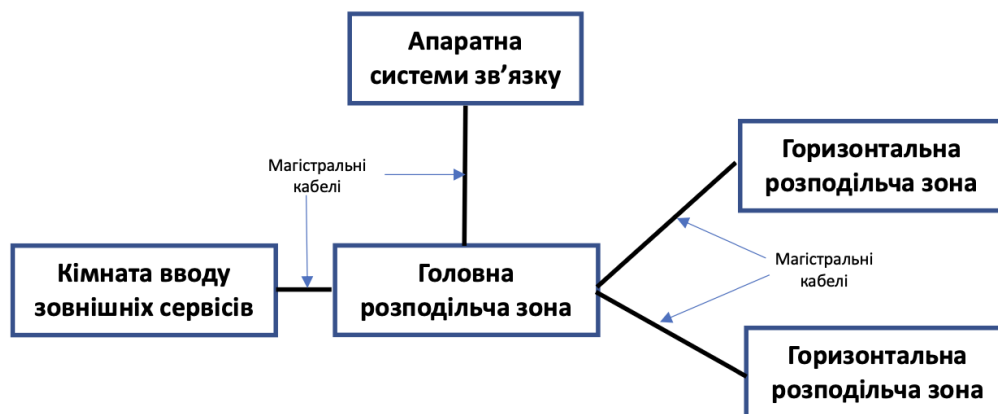 Апаратна
системи зв’язку
Магістральні
кабелі
Горизонтальна
розподільча зона
Кімната вводу
зовнішніх сервісів
Головна
розподільча зона
Магістральні
кабелі
Горизонтальна
розподільча зона